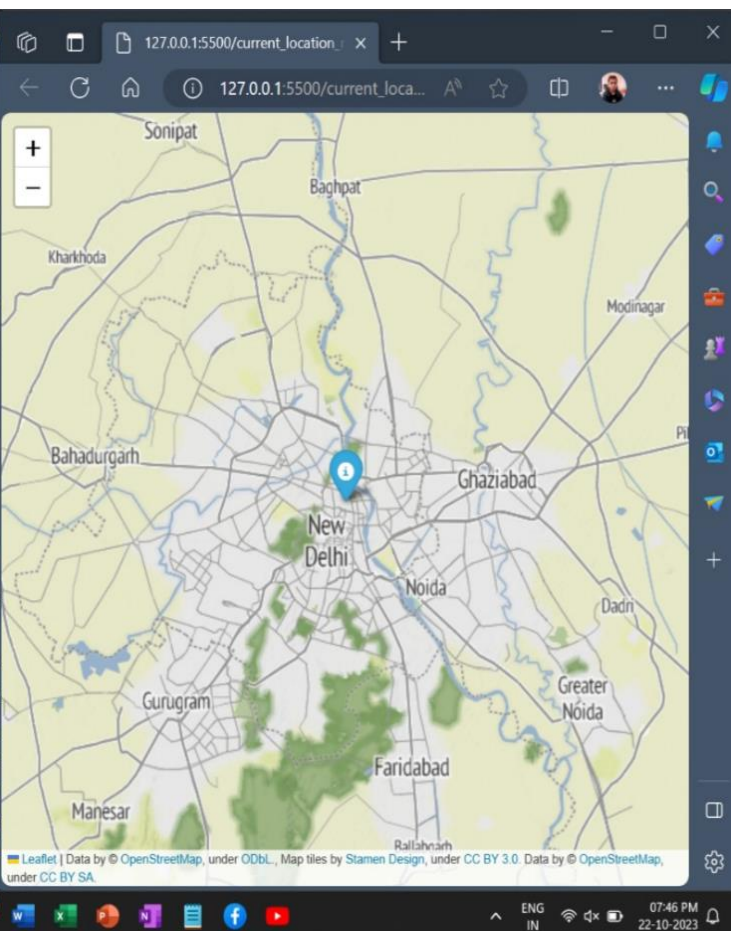 127.0.0.1:5500/current_location_
127.0.0.1:5500/current_loca...
+
−
Sonipat
Baghpat
Kharkhoda
Modinagar
Bahadurgarh
Ghaziabad
New
Delhi
Noida
Dadri
Gurugram
Greater
Noida
Faridabad
Manesar
Ballabgarh
Leaflet | Data by © OpenStreetMap, under ODbL., Map tiles by Stamen Design, under CC BY 3.0. Data by © OpenStreetMap,
under CC BY SA.
ENG
IN
07:46 PM
22-10-2023